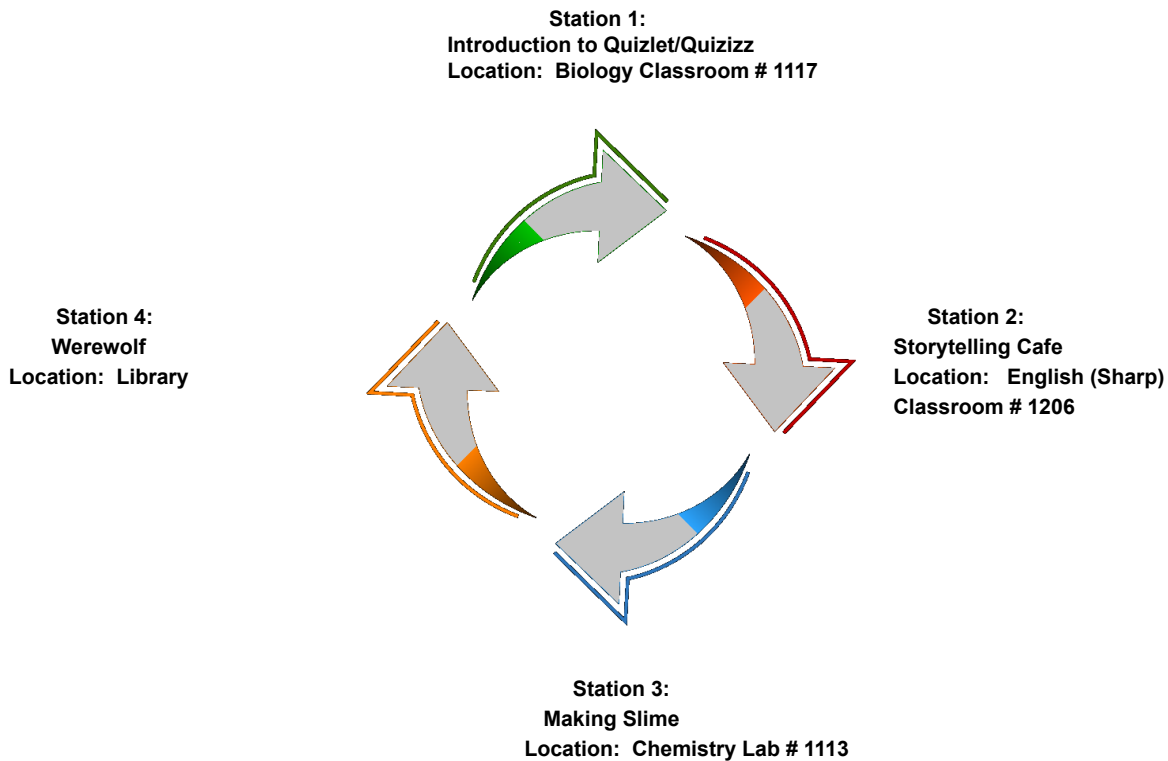 Station 1:
Introduction to Quizlet/Quizizz
Location: Biology Classroom # 1117
Station 2:
Storytelling Cafe
Location: English (Sharp)
Classroom # 1206
Station 3:
Making Slime
Location: Chemistry Lab # 1113
Station 4:
Werewolf
Location: Library